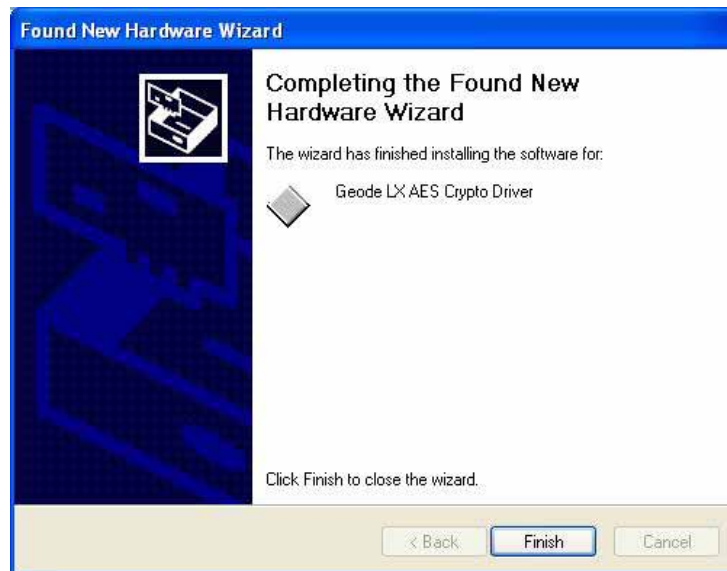 Found New Hardware Wizard
Completing the Found New
Hardware Wizard
The wizard has finished installing the software for:
Geode LX AES Crypto Driver
Click Finish to close the wizard.
< Back Finish Cancel